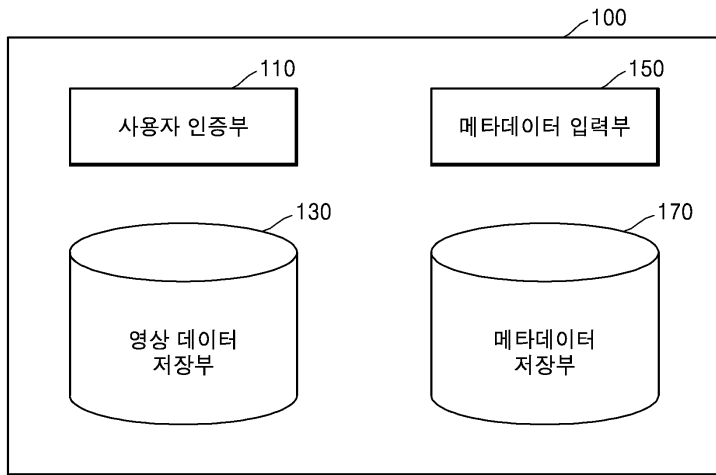 100
110
사용자 인증부
150
메타데이터 입력부
130
영상 데이터
저장부
170
메타데이터
저장부